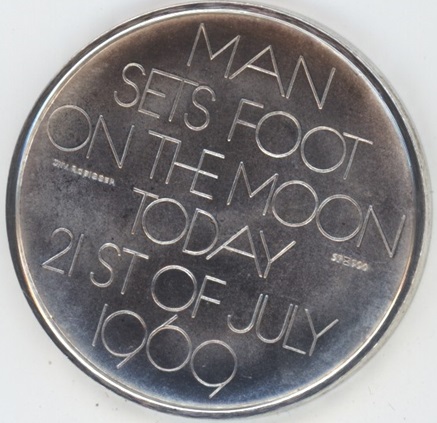 MAN
SETS FOOT
ON THE MOON
TODAY
21 ST OF JULY
1969